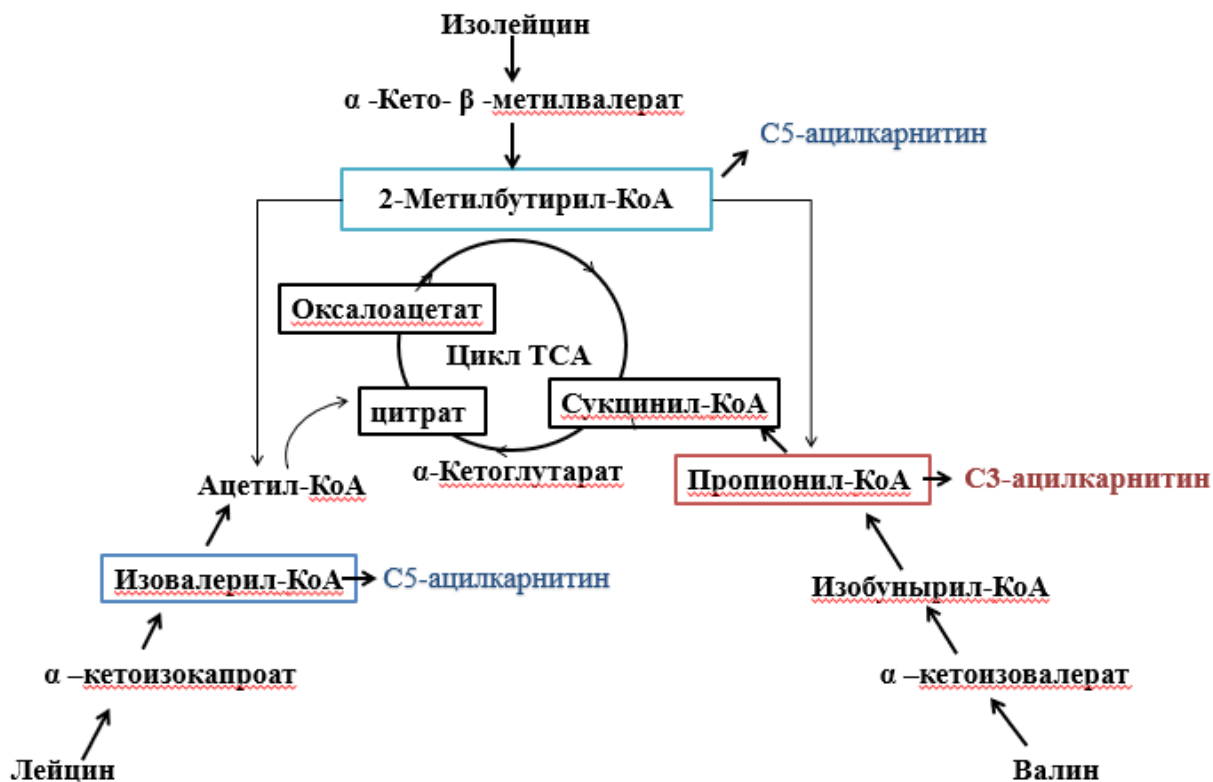 Изолейцин
α -Кето- β -метилвалерат
С5-ацилкарнитин
2-Метилбутирил-КоА
Оксалоацетат
Цикл ТСА
цитрат
Сукцинил-КоА
α-Кетоглутарат
Ацетил-КоА
Пропионил-КоА
С3-ацилкарнитин
Изовалерил-КоА
С5-ацилкарнитин
Изобунырил-КоА
α –кетоизокапроат
α –кетоизовалерат
Лейцин
Валин